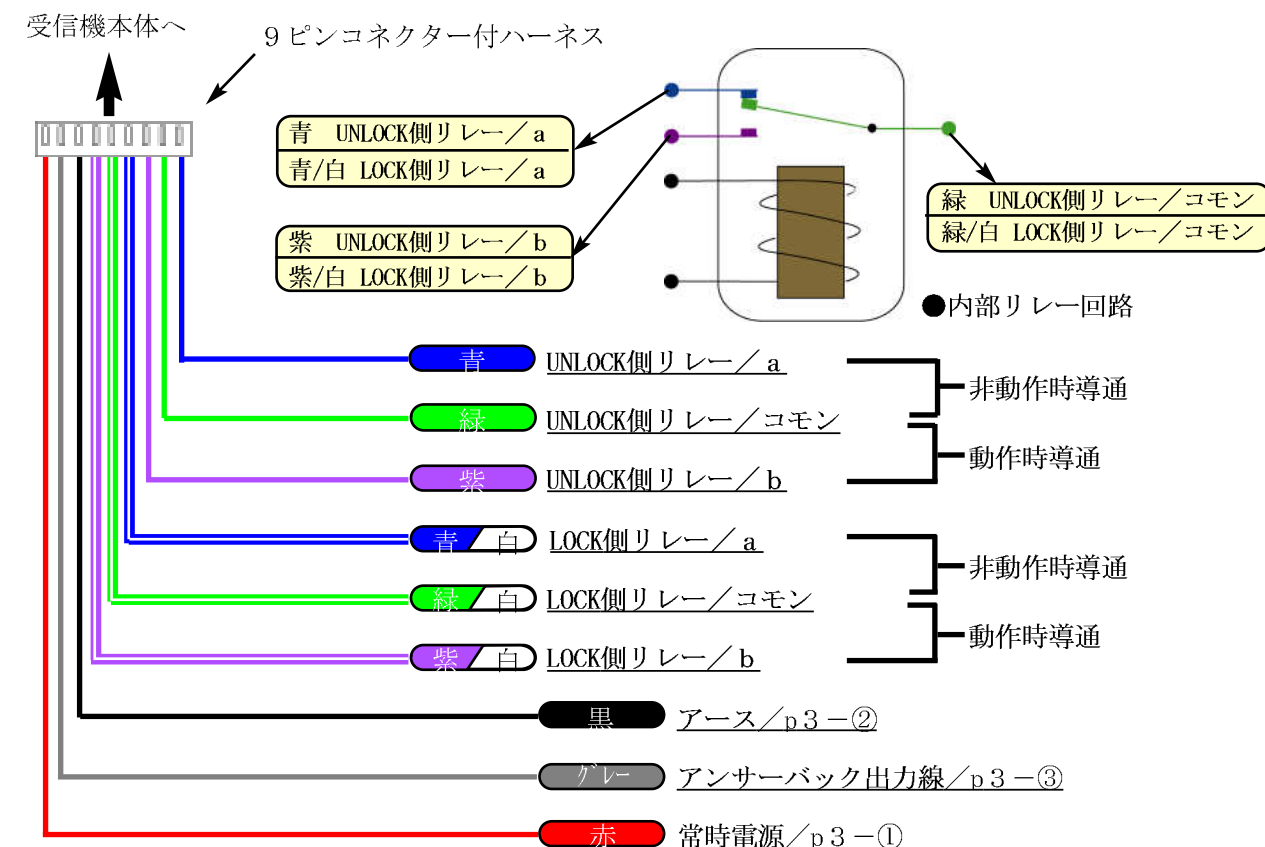 受信機本体へ
９ピンコネクター付ハーネス
青　UNLOCK側リレー／a
青/白 LOCK側リレー／a
紫　UNLOCK側リレー／b
紫/白 LOCK側リレー／b
緑　UNLOCK側リレー／コモン
緑/白 LOCK側リレー／コモン
●内部リレー回路
青 UNLOCK側リレー／a
非動作時導通
緑 UNLOCK側リレー／コモン
動作時導通
紫 UNLOCK側リレー／b
青／白 LOCK側リレー／a
非動作時導通
緑／白 LOCK側リレー／コモン
動作時導通
紫／白 LOCK側リレー／b
黒 アース／p３－②
グレー アンサーバック出力線／p３－③
赤 常時電源／p３－①